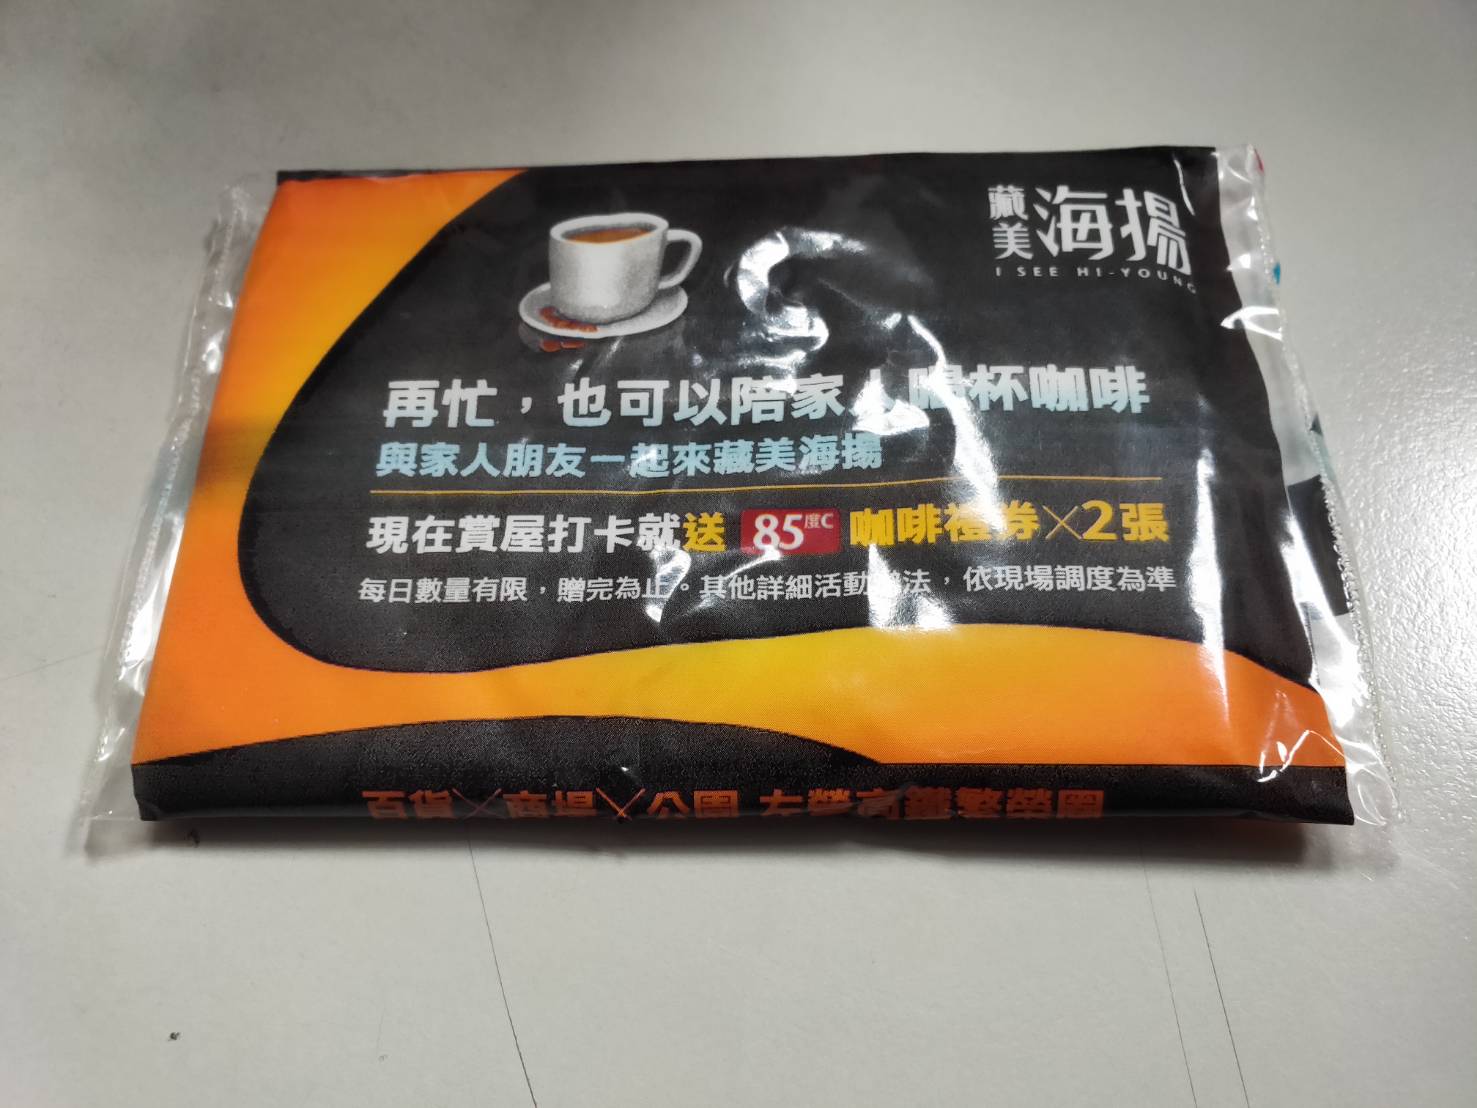 藏美 海揚
I SEE HI-YOUNG
再忙，也可以陪家人喝杯咖啡
與家人朋友一起來藏美海揚
現在賞屋打卡就送 85度C 咖啡禮券×2張
每日數量有限，贈完為止。其他詳細活動辦法，依現場調度為準
百貨×商場×公園 左營高鐵繁榮圈